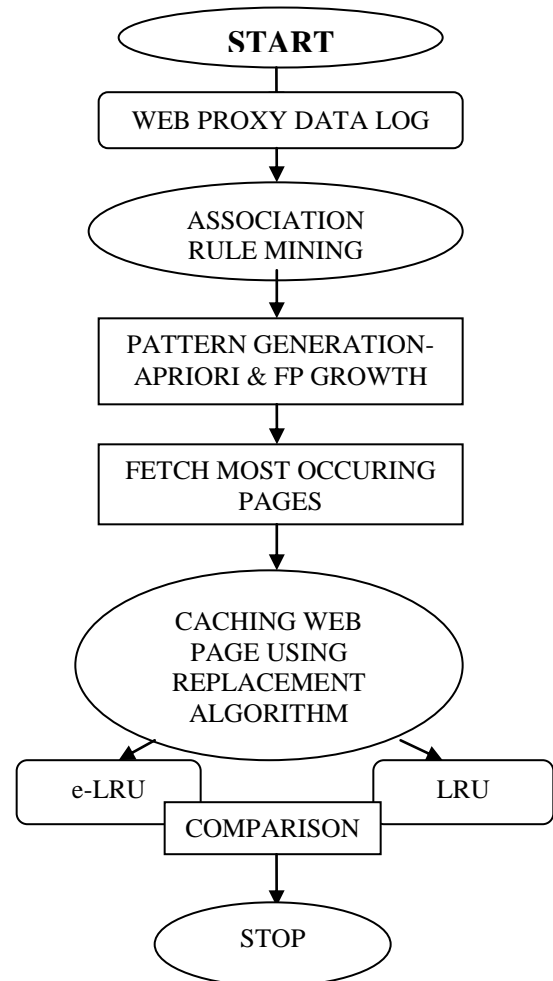 START
WEB PROXY DATA LOG
ASSOCIATION
RULE MINING
PATTERN GENERATION-
APRIORI & FP GROWTH
FETCH MOST OCCURING
PAGES
CACHING WEB
PAGE USING
REPLACEMENT
ALGORITHM
e-LRU
LRU
COMPARISON
STOP